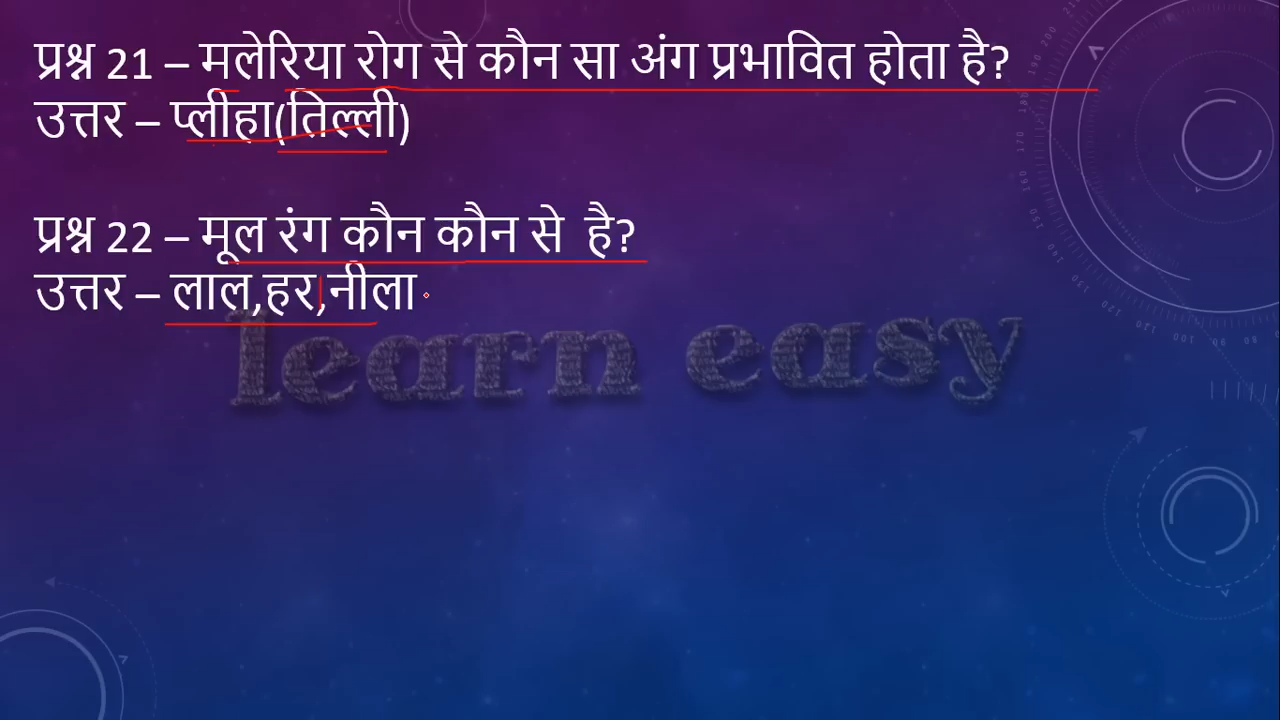 प्रश्न 21 – मलेरिया रोग से कौन सा अंग प्रभावित होता है?
उत्तर – प्लीहा(तिल्ली)
प्रश्न 22 – मूल रंग कौन कौन से है?
उत्तर – लाल,हर,नीला
learn easy